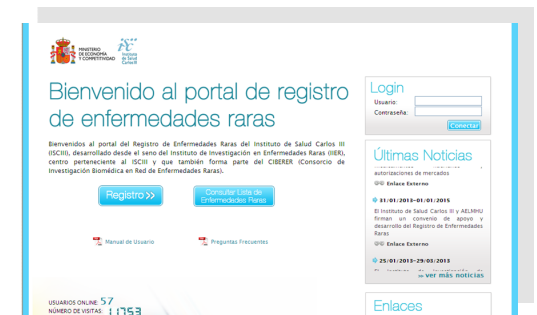 MINISTERIO
DE ECONOMÍA
Y COMPETITIVIDAD
Instituto
de Salud
Carlos III
Bienvenido al portal de registro
de enfermedades raras
Bienvenidos al portal del Registro de Enfermedades Raras del Instituto de Salud Carlos III
(ISCIII), desarrollado desde el seno del Instituto de Investigación en Enfermedades Raras (IIER),
centro perteneciente al ISCIII y que también forma parte del CIBERER (Consorcio de
Investigación Biomédica en Red de Enfermedades Raras).
Registro >>
Consultar Lista de
Enfermedades Raras
Manual de Usuario
Preguntas Frecuentes
USUARIOS ONLINE: 57
NÚMERO DE VISITAS: 11753
Login
Usuario:
Contraseña:
Conectar
Últimas Noticias
autorizaciones de mercados
Enlace Externo
31/01/2013-01/01/2015
El Instituto de Salud Carlos III y AELMHU
firman un convenio de apoyo y
desarrollo del Registro de Enfermedades
Raras
Enlace Externo
25/01/2013-29/03/2013
ver más noticias
Enlaces